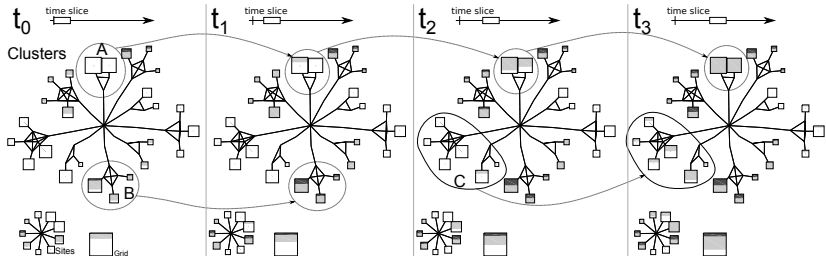 t0 time slice t1 time slice t2 time slice t3 time slice
Clusters
A
B
C
Sites
Grid